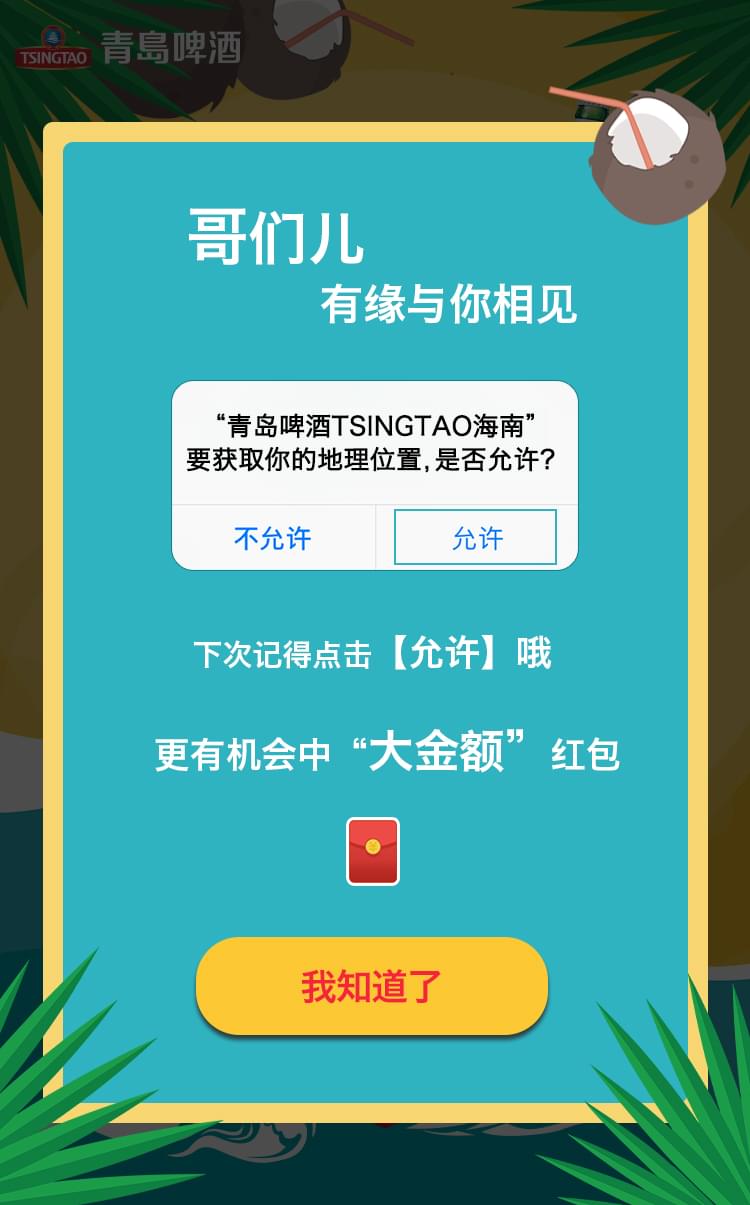 TSINGTAO 青岛啤酒
哥们儿
有缘与你相见
“青岛啤酒TSINGTAO海南”
要获取你的地理位置,是否允许?
不允许 允许
下次记得点击【允许】哦
更有机会中“大金额”红包
我知道了